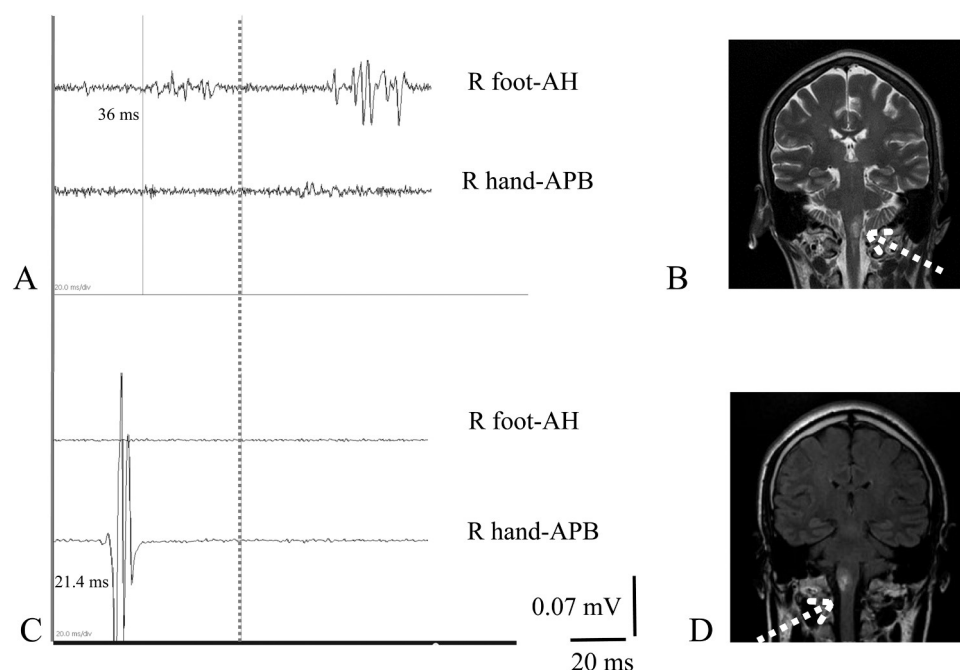 A
R foot-AH
36 ms
R hand-APB
20.0 ms/div
B
C
R foot-AH
R hand-APB
21.4 ms
20.0 ms/div
0.07 mV
20 ms
D